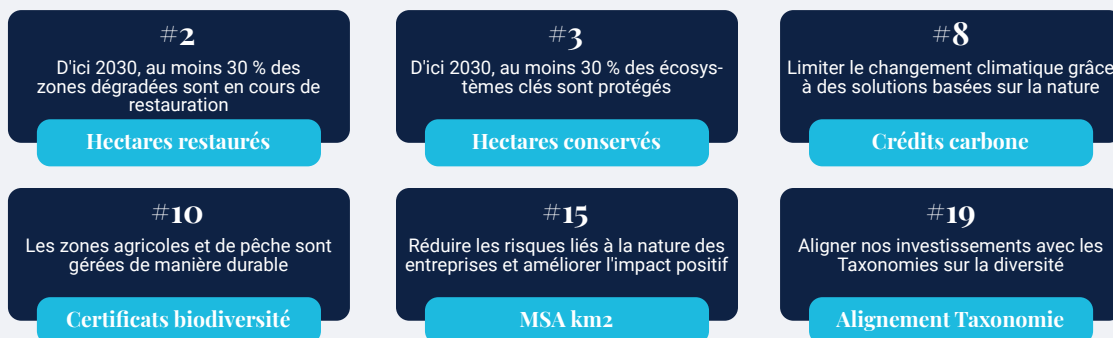 #2
D'ici 2030, au moins 30 % des
zones dégradées sont en cours de
restauration
Hectares restaurés
#3
D'ici 2030, au moins 30 % des écosys-
tèmes clés sont protégés
Hectares conservés
#8
Limiter le changement climatique grâce
à des solutions basées sur la nature
Crédits carbone
#10
Les zones agricoles et de pêche sont
gérées de manière durable
Certificats biodiversité
#15
Réduire les risques liés à la nature des
entreprises et améliorer l'impact positif
MSA km2
#19
Aligner nos investissements avec les
Taxonomies sur la diversité
Alignement Taxonomie